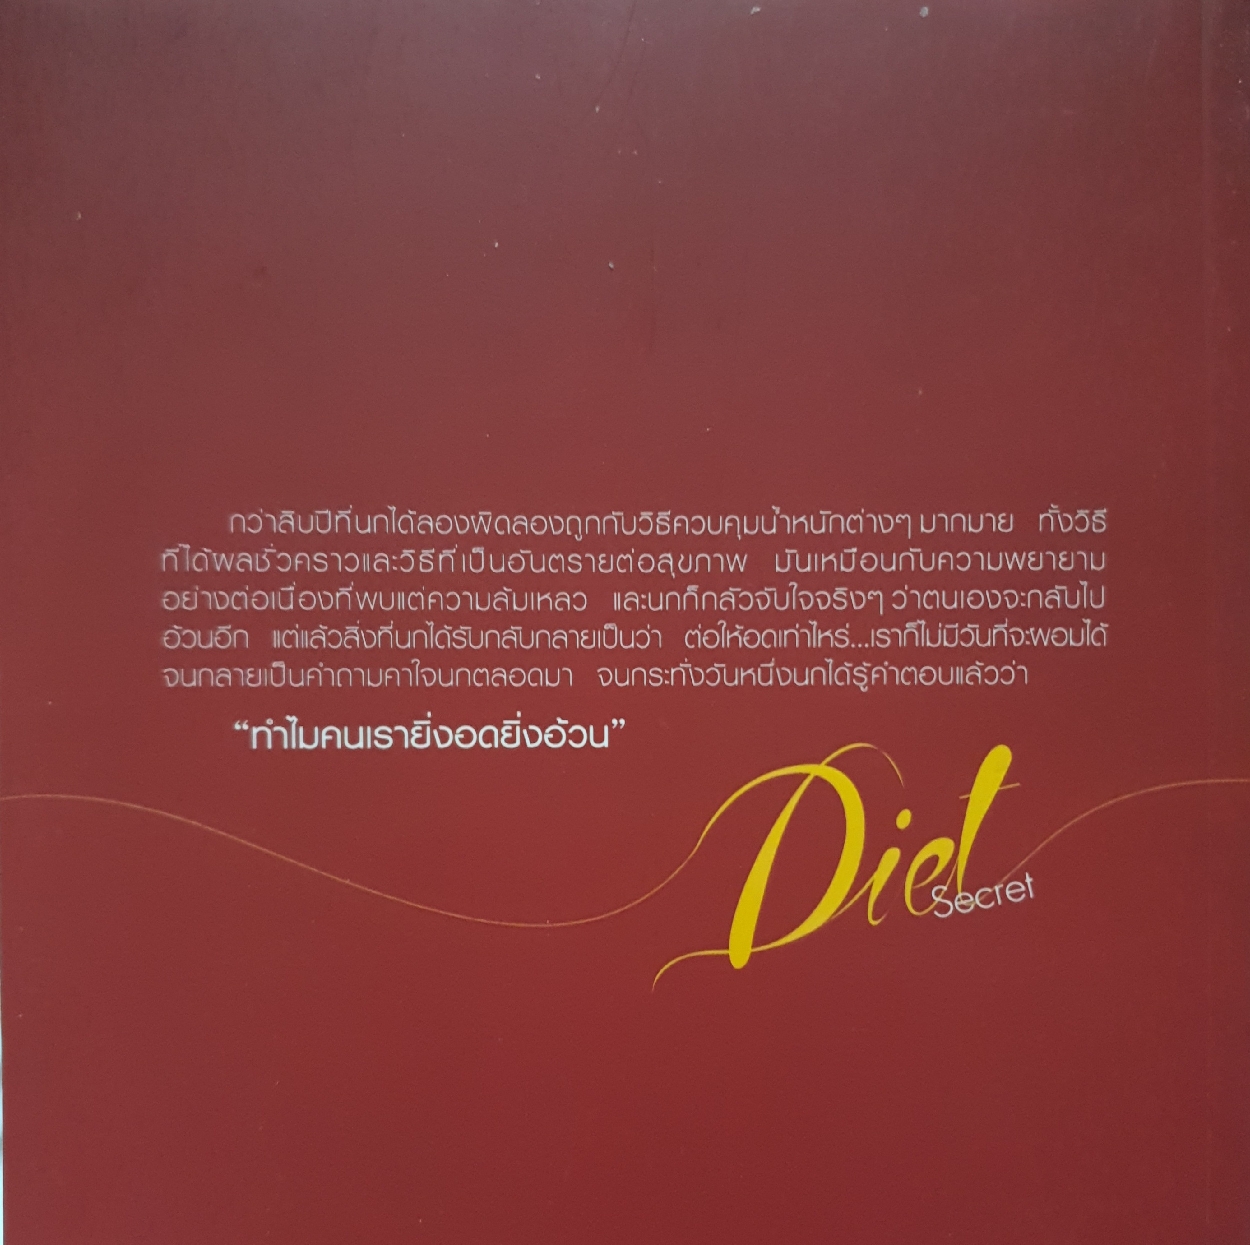 กว่าสิบปีที่นกได้ลองผิดลองถูกกับวิธีควบคุมน้ำหนักต่างๆ มากมาย ทั้งวิธี
ที่ได้ผลชั่วคราวและวิธีที่เป็นอันตรายต่อสุขภาพ มันเหมือนกับความพยายาม
อย่างต่อเนื่องที่พบแต่ความล้มเหลว และนกก็กลัวจับใจจริงๆ ว่าตนเองจะกลับไป
อ้วนอีก แต่แล้วสิ่งที่นกได้รับกลับกลายเป็นว่า ต่อให้อดเท่าไหร่...เราก็ไม่มีวันที่จะผอมได้
จนกลายเป็นคำถามคาใจนกตลอดมา จนกระทั่งวันหนึ่งนกได้รู้คำตอบแล้วว่า
“ทำไมคนเรายิ่งอดยิ่งอ้วน”
Diet
Secret